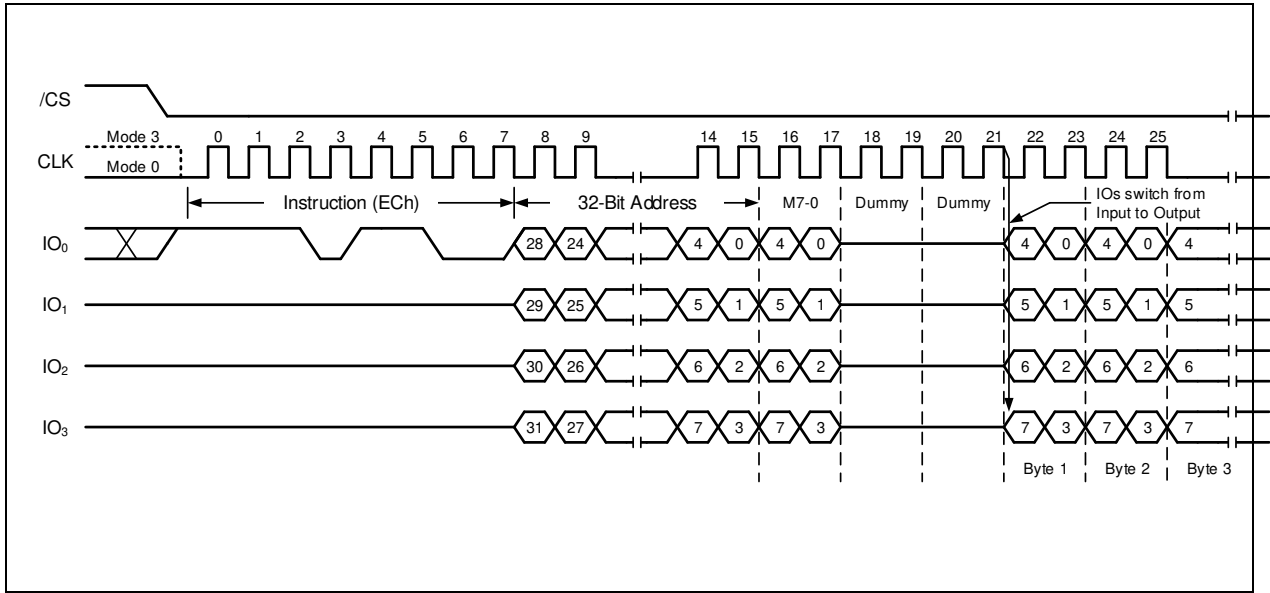 /CS
Mode 3 0 1 2 3 4 5 6 7 8 9 14 15 16 17 18 19 20 21 22 23 24 25
CLK
Mode 0
Instruction (ECh) 32-Bit Address M7-0 Dummy Dummy IOs switch from
Input to Output
IO0 28 24 4 0 4 0 4 0 4 0 4
IO1 29 25 5 1 5 1 5 1 5 1 5
IO2 30 26 6 2 6 2 6 2 6 2 6
IO3 31 27 7 3 7 3 7 3 7 3 7
Byte 1 Byte 2 Byte 3